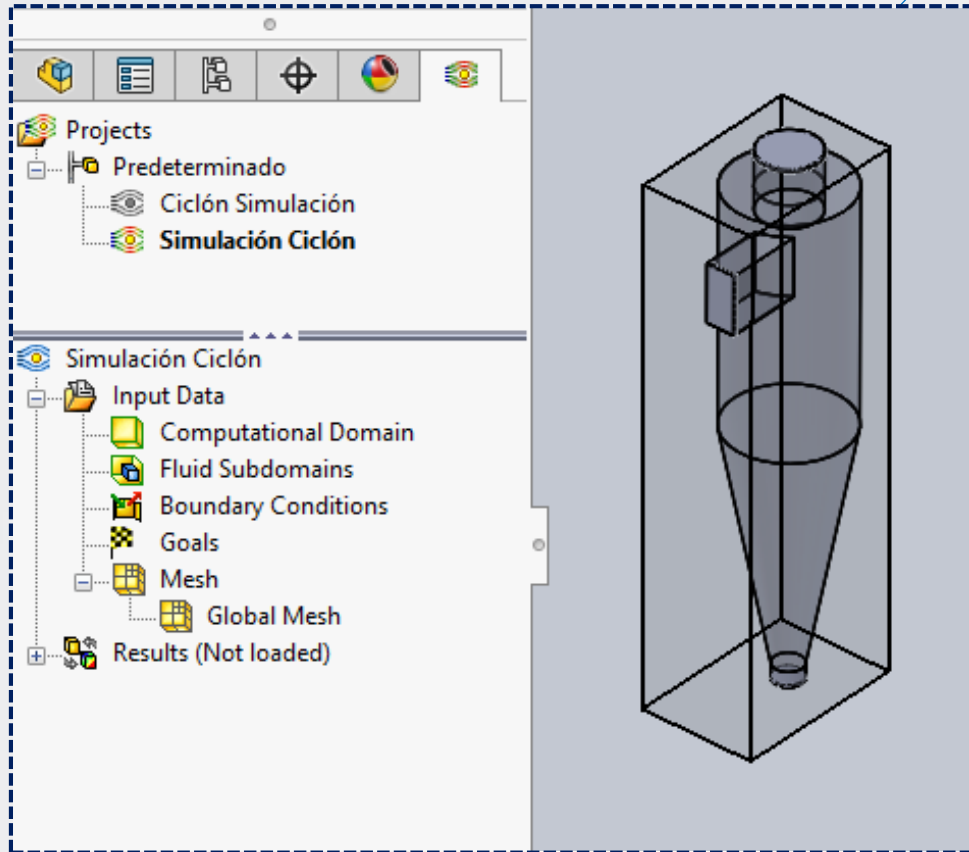 Projects
Predeterminado
Ciclón Simulación
Simulación Ciclón
Simulación Ciclón
Input Data
Computational Domain
Fluid Subdomains
Boundary Conditions
Goals
Mesh
Global Mesh
Results (Not loaded)